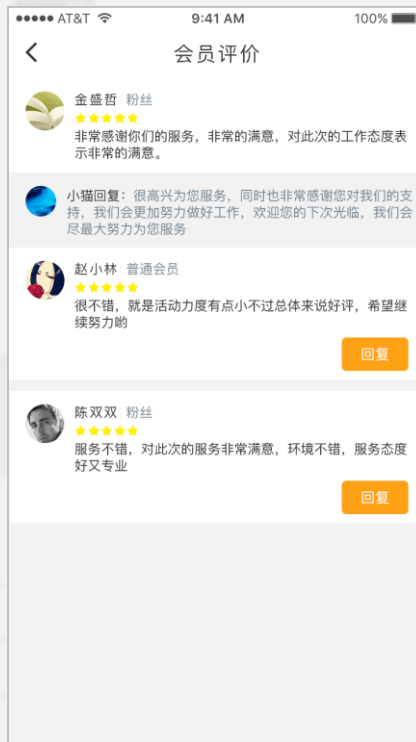 AT&T 9:41 AM 100%
会员评价
金盛哲 粉丝
非常感谢你们的服务，非常的满意，对此次的工作态度表
示非常的满意。
小猫回复：很高兴为您服务，同时也非常感谢您对我们的支
持，我们会更加努力做好工作，欢迎您的下次光临，我们会
尽最大努力为您服务
赵小林 普通会员
很不错，就是活动力度有点小不过总体来说好评，希望继
续努力哟
回复
陈双双 粉丝
服务不错，对此次的服务非常满意，环境不错，服务态度
好又专业
回复